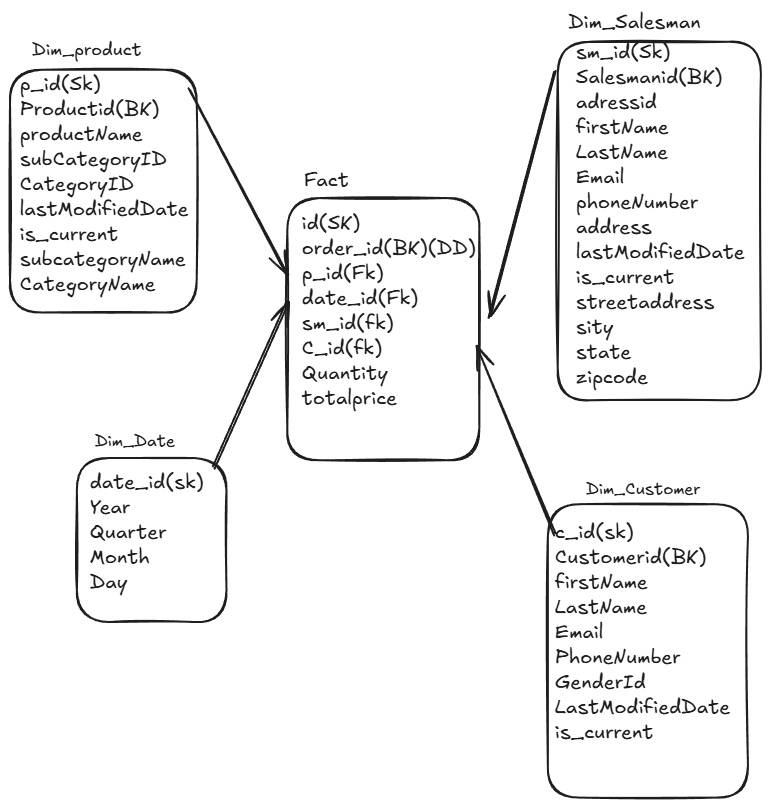 Dim_product
p_id(Sk)
Productid(BK)
productName
subCategoryID
CategoryID
lastModifiedDate
is_current
subcategoryName
CategoryName
Fact
id(SK)
order_id(BK)(DD)
p_id(Fk)
date_id(Fk)
sm_id(fk)
C_id(fk)
Quantity
totalprice
Dim_Salesman
sm_id(Sk)
Salesmanid(BK)
adressid
firstName
LastName
Email
phoneNumber
address
lastModifiedDate
is_current
streetaddress
sity
state
zipcode
Dim_Date
date_id(sk)
Year
Quarter
Month
Day
Dim_Customer
c_id(sk)
Customerid(BK)
firstName
LastName
Email
PhoneNumber
GenderId
LastModifiedDate
is_current